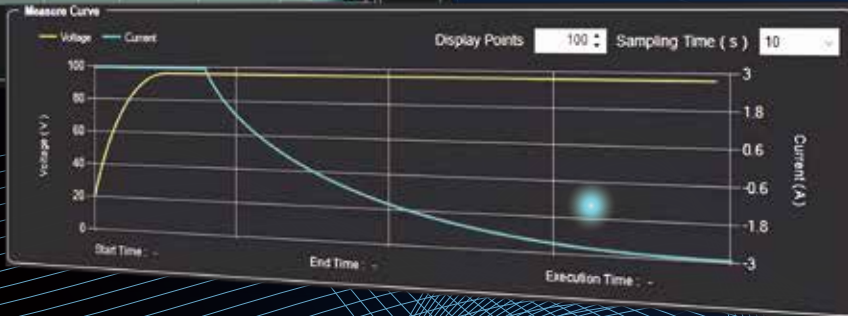 Measure Curve
Voltage Current
Display Points 100 Sampling Time ( s ) 10
100
80
60
40
20
0
Voltage ( V )
3
1.8
0.6
-0.6
-1.8
-3
Current ( A )
Start Time : -
End Time : -
Execution Time : -